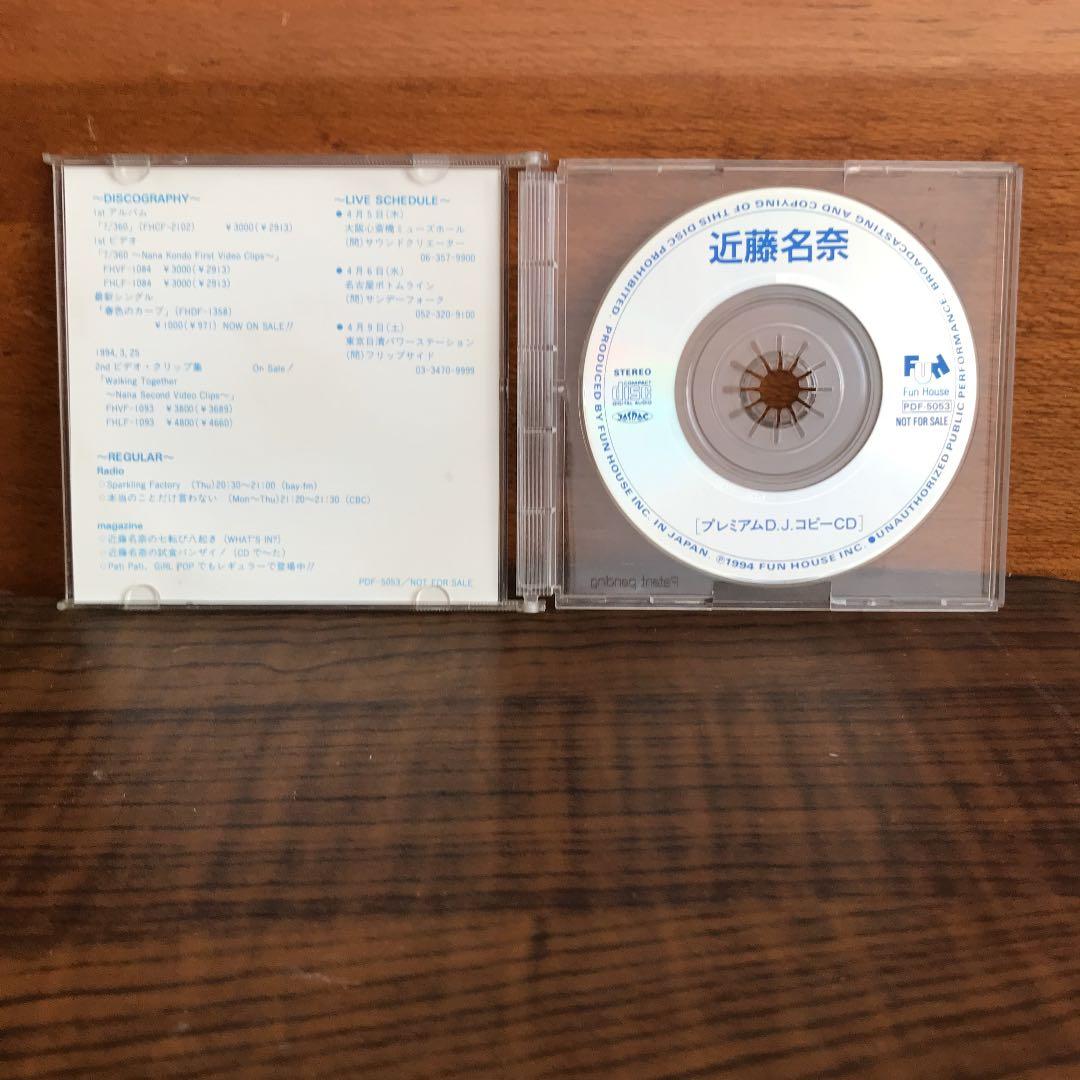 ~DISCOGRAPHY~
1st アルバム
「1/360」(FHCF-2102) ¥3000(¥2913)
1st ビデオ
「1/360 ~Nana Kondo First Video Clips~」
FHVF-1084 ¥3000(¥2913)
FHLF-1084 ¥3000(¥2913)
最新シングル
「春色のカーブ」(FHDF-1358)
¥1000(¥971) NOW ON SALE!!
1994, 3, 25
2nd ビデオ・クリップ集 On Sale!
「Walking Together
~Nana Second Video Clips~」
FHVF-1093 ¥3800(¥3689)
FHLF-1093 ¥4800(¥4660)
~REGULAR~
Radio
○Sparkling Factory (Thu)20:30~21:00 (bay-fm)
○本当のことだけ言わない (Mon~Thu)21:20~21:30 (CBC)
magazine
○近藤名奈の七転び八起き (WHAT'S IN?)
○近藤名奈の試食バンザイ! (CDで~た)
○Pati Pati、GiRL POPでもレギュラーで登場中!!
PDF-5053/NOT FOR SALE
~LIVE SCHEDULE~
●4月5日(木)
大阪心斎橋ミューズホール
(問)サウンドクリエーター
06-357-9900
●4月6日(水)
名古屋ボトムライン
(問)サンデーフォーク
052-320-9100
●4月9日(土)
東京日清パワーステーション
(問)フリップサイド
03-3470-9999
近藤名奈
STEREO
COMPACT
disc
DIGITAL AUDIO
JASRAC
Fun
Fun House
PDF-5053
NOT FOR SALE
[プレミアムD.J.コピーCD]
PRODUCED BY FUN HOUSE INC. IN JAPAN. ℗1994 FUN HOUSE INC. ●UNAUTHORIZED PUBLIC PERFORMANCE, BROADCASTING AND COPYING OF THIS DISC PROHIBITED.
Patent pending